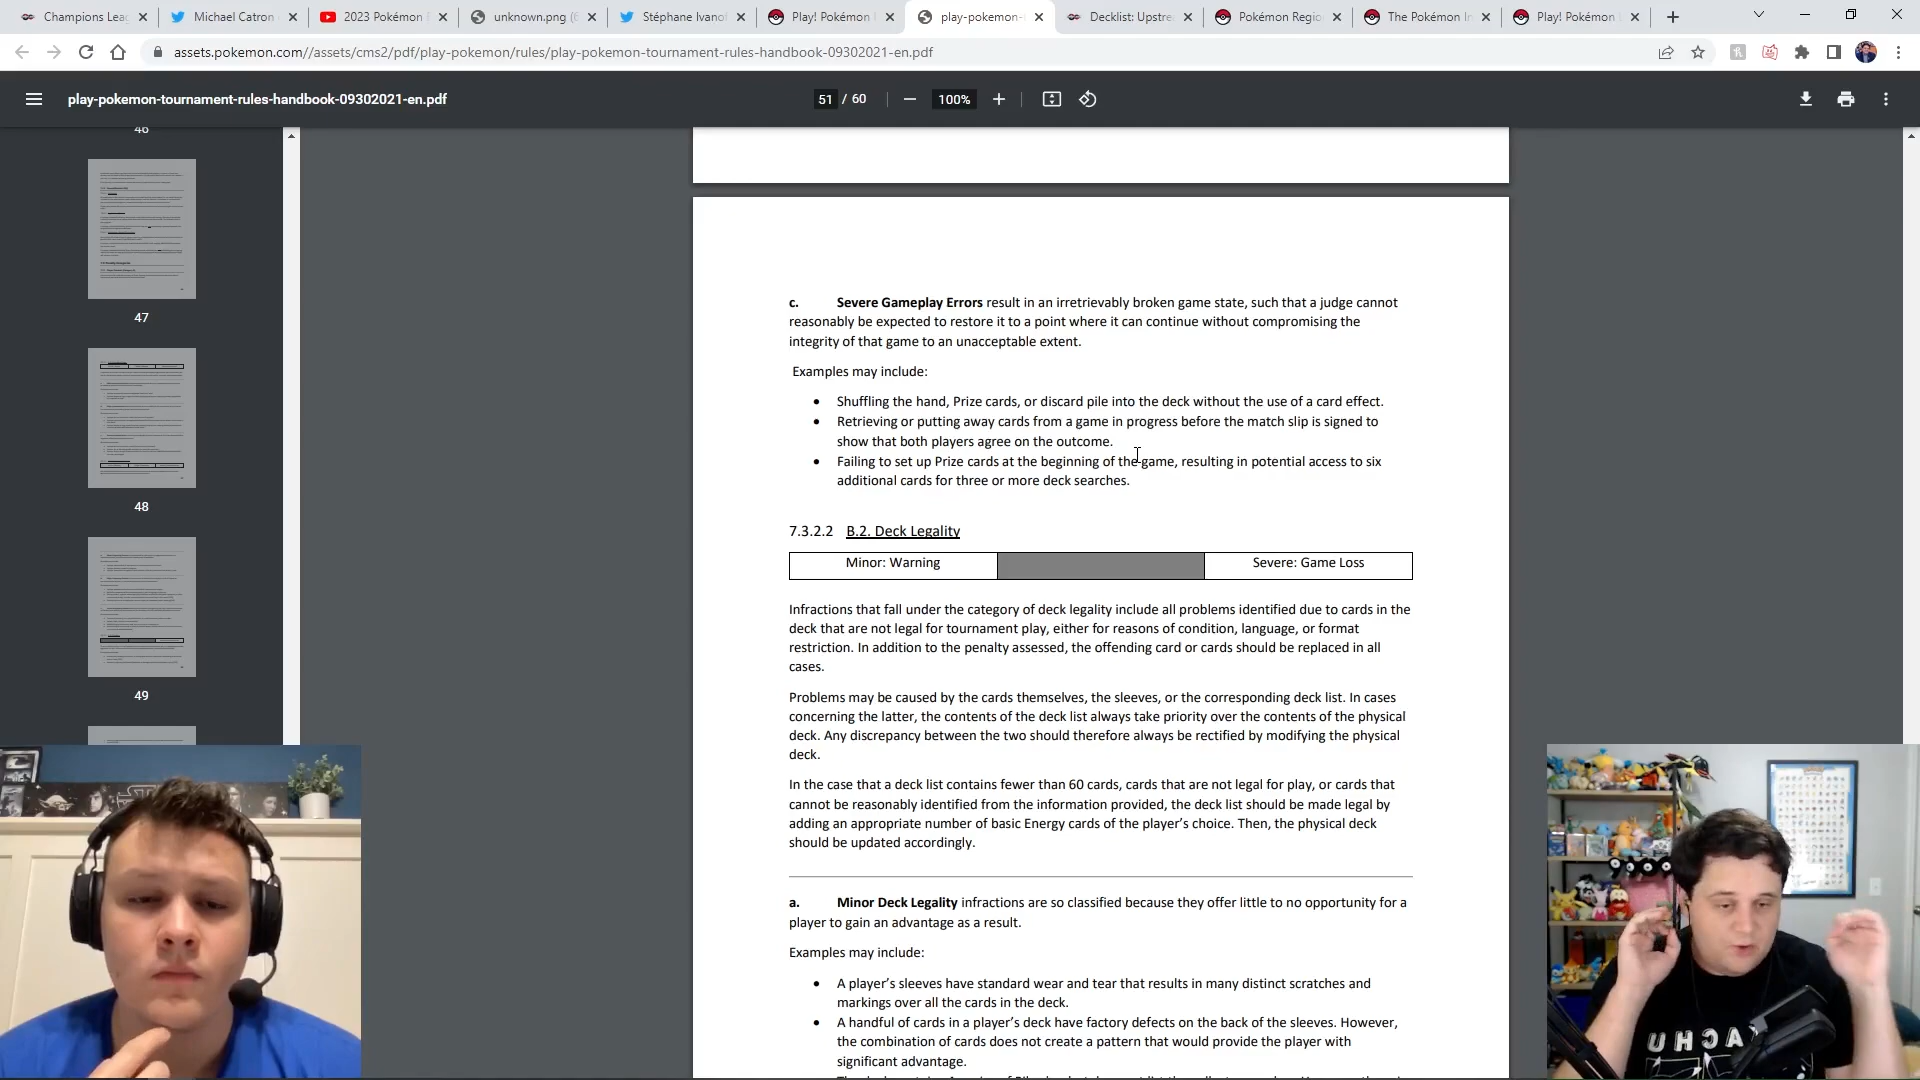 Champions Lea
Michael Catron
2023 Pokémon
unknown.png (6
Stéphane Ivanof
Play! Pokémon
play-pokemon-
Decklist: Upstre
Pokémon Regio
The Pokémon In
Play! Pokémon
assets.pokemon.com//assets/cms2/pdf/play-pokemon/rules/play-pokemon-tournament-rules-handbook-09302021-en.pdf
play-pokemon-tournament-rules-handbook-09302021-en.pdf
51 / 60
100%
46
47
48
49
c. Severe Gameplay Errors result in an irretrievably broken game state, such that a judge cannot
reasonably be expected to restore it to a point where it can continue without compromising the
integrity of that game to an unacceptable extent.
Examples may include:
• Shuffling the hand, Prize cards, or discard pile into the deck without the use of a card effect.
• Retrieving or putting away cards from a game in progress before the match slip is signed to
show that both players agree on the outcome.
• Failing to set up Prize cards at the beginning of the game, resulting in potential access to six
additional cards for three or more deck searches.
7.3.2.2 B.2. Deck Legality
Minor: Warning
Severe: Game Loss
Infractions that fall under the category of deck legality include all problems identified due to cards in the
deck that are not legal for tournament play, either for reasons of condition, language, or format
restriction. In addition to the penalty assessed, the offending card or cards should be replaced in all
cases.
Problems may be caused by the cards themselves, the sleeves, or the corresponding deck list. In cases
concerning the latter, the contents of the deck list always take priority over the contents of the physical
deck. Any discrepancy between the two should therefore always be rectified by modifying the physical
deck.
In the case that a deck list contains fewer than 60 cards, cards that are not legal for play, or cards that
cannot be reasonably identified from the information provided, the deck list should be made legal by
adding an appropriate number of basic Energy cards of the player's choice. Then, the physical deck
should be updated accordingly.
a. Minor Deck Legality infractions are so classified because they offer little to no opportunity for a
player to gain an advantage as a result.
Examples may include:
• A player's sleeves have standard wear and tear that results in many distinct scratches and
markings over all the cards in the deck.
• A handful of cards in a player's deck have factory defects on the back of the sleeves. However,
the combination of cards does not create a pattern that would provide the player with
significant advantage.